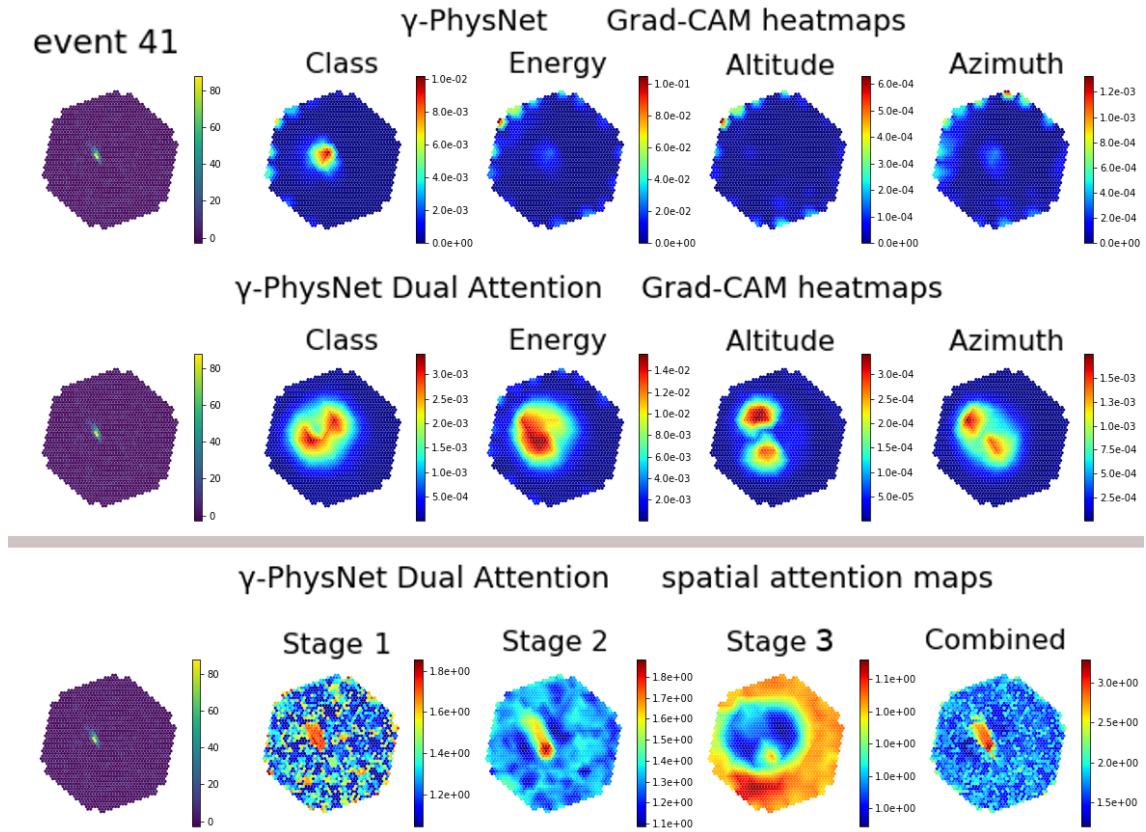 γ-PhysNet Grad-CAM heatmaps
event 41
Class Energy Altitude Azimuth
80 60 40 20 0
1.0e-02 8.0e-03 6.0e-03 4.0e-03 2.0e-03 0.0e+00
1.0e-01 8.0e-02 6.0e-02 4.0e-02 2.0e-02 0.0e+00
6.0e-04 5.0e-04 4.0e-04 3.0e-04 2.0e-04 1.0e-04 0.0e+00
1.2e-03 1.0e-03 8.0e-04 6.0e-04 4.0e-04 2.0e-04 0.0e+00
γ-PhysNet Dual Attention Grad-CAM heatmaps
Class Energy Altitude Azimuth
80 60 40 20 0
3.0e-03 2.5e-03 2.0e-03 1.5e-03 1.0e-03 5.0e-04
1.4e-02 1.2e-02 1.0e-02 8.0e-03 6.0e-03 4.0e-03 2.0e-03
3.0e-04 2.5e-04 2.0e-04 1.5e-04 1.0e-04 5.0e-05
1.5e-03 1.3e-03 1.0e-03 7.5e-04 5.0e-04 2.5e-04
γ-PhysNet Dual Attention spatial attention maps
Stage 1 Stage 2 Stage 3 Combined
80 60 40 20 0
1.8e+00 1.6e+00 1.4e+00 1.2e+00
1.8e+00 1.7e+00 1.6e+00 1.5e+00 1.4e+00 1.3e+00 1.2e+00 1.1e+00
1.1e+00 1.1e+00 1.0e+00 1.0e+00 1.0e+00 1.0e+00
3.0e+00 2.5e+00 2.0e+00 1.5e+00